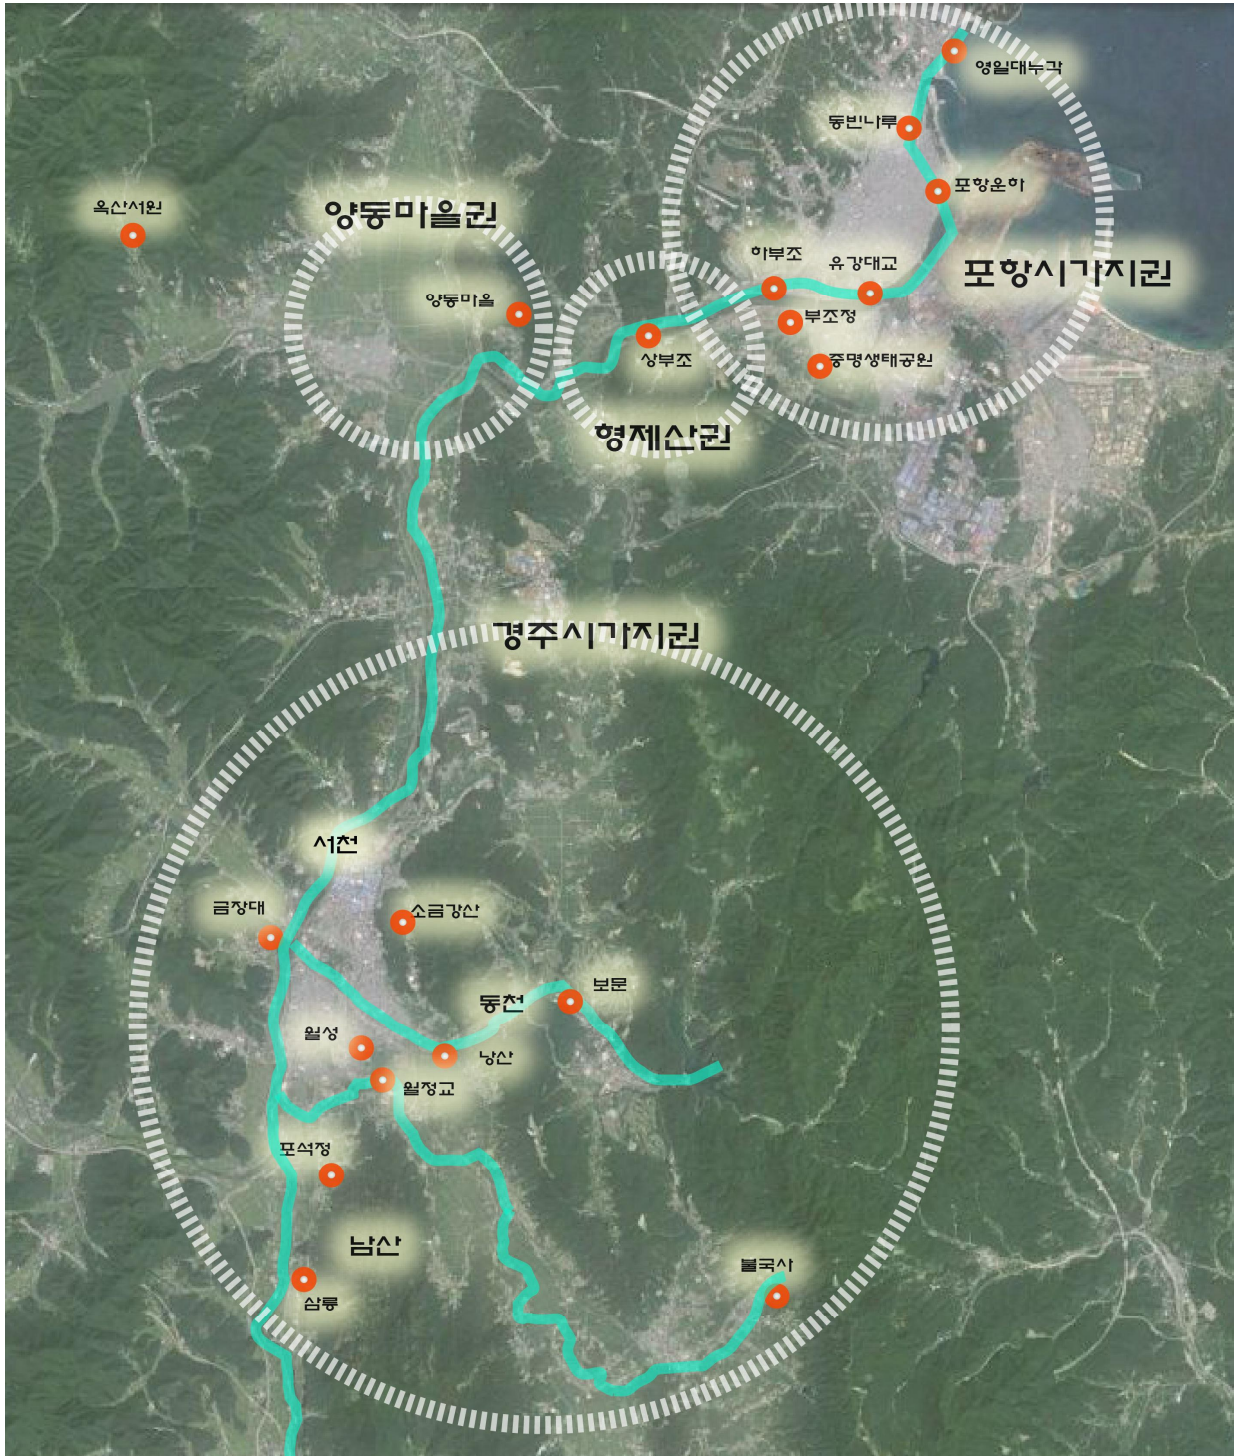 영일대누각
동빈나루
포항운하
옥산서원
양동마을권
하부조
유강대교
포항시가지권
양동마을
부조정
상부조
중명생태공원
형제산권
경주시가지권
서천
금장대
소금강산
보문
동천
월성
낭산
월정교
포석정
남산
불국사
삼릉